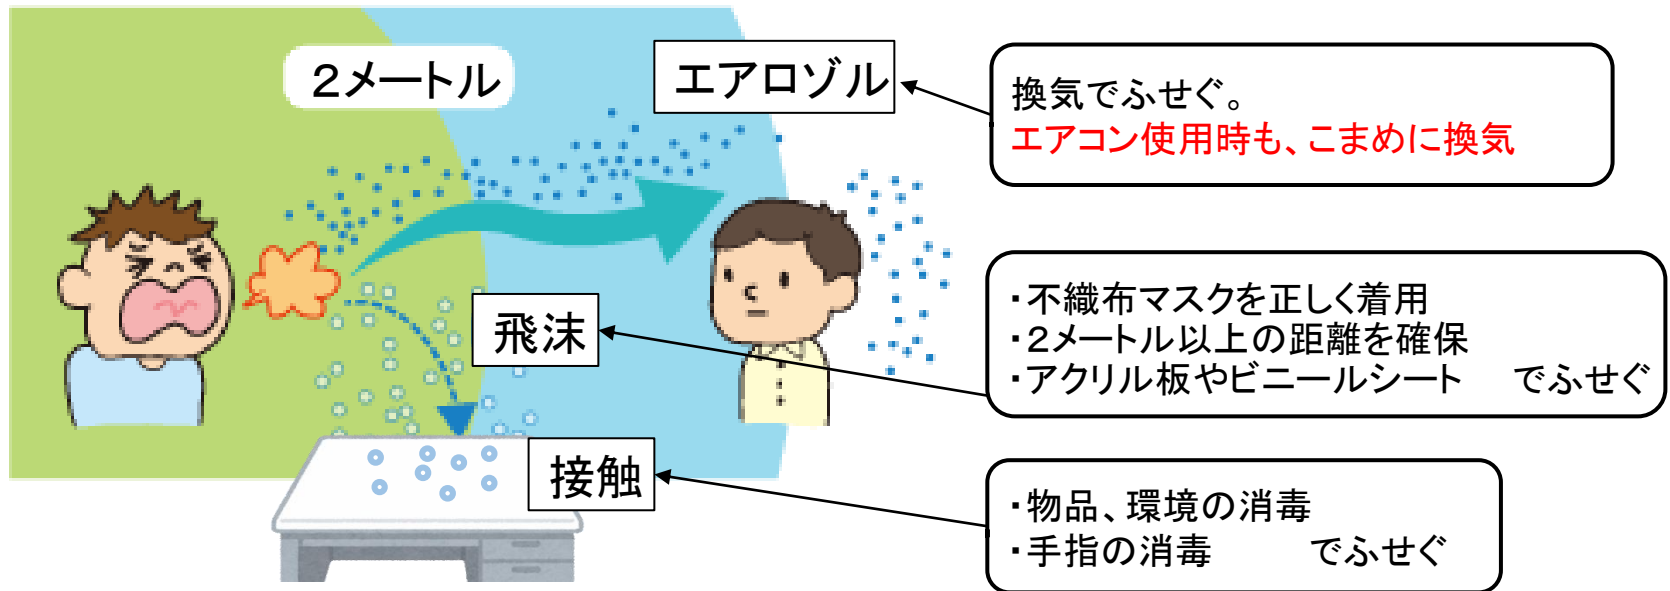 ２メートル
エアロゾル
換気でふせぐ。
エアコン使用時も、こまめに換気
飛沫
・不織布マスクを正しく着用
・２メートル以上の距離を確保
・アクリル板やビニールシート　でふせぐ
接触
・物品、環境の消毒
・手指の消毒　　　でふせぐ